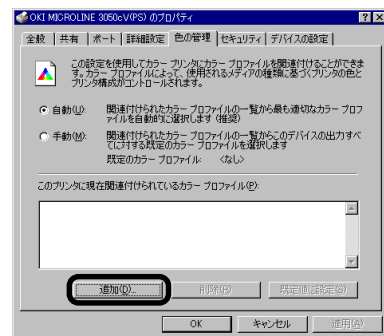 OKI MICROLINE 3050cV(PS) のプロパティ
全般 共有 ポート 詳細設定 色の管理 セキュリティ デバイスの設定
この設定を使用してカラー プリンタにカラー プロファイルを関連付けることができま
す。カラー プロファイルによって、使用されるメディアの種類に基づくプリンタの色と
プリンタ構成がコントロールされます。
自動(U): 関連付けられたカラー プロファイルの一覧から最も適切なカラー プロフ
ァイルを自動的に選択します (推奨)
手動(M): 関連付けられたカラー プロファイルの一覧からこのデバイスの出力すべ
てに対する既定のカラー プロファイルを選択します
既定のカラー プロファイル: <なし>
このプリンタに現在関連付けられているカラー プロファイル(P):
追加(D)... 削除(R) 既定値に設定(S)
OK キャンセル 適用(A)